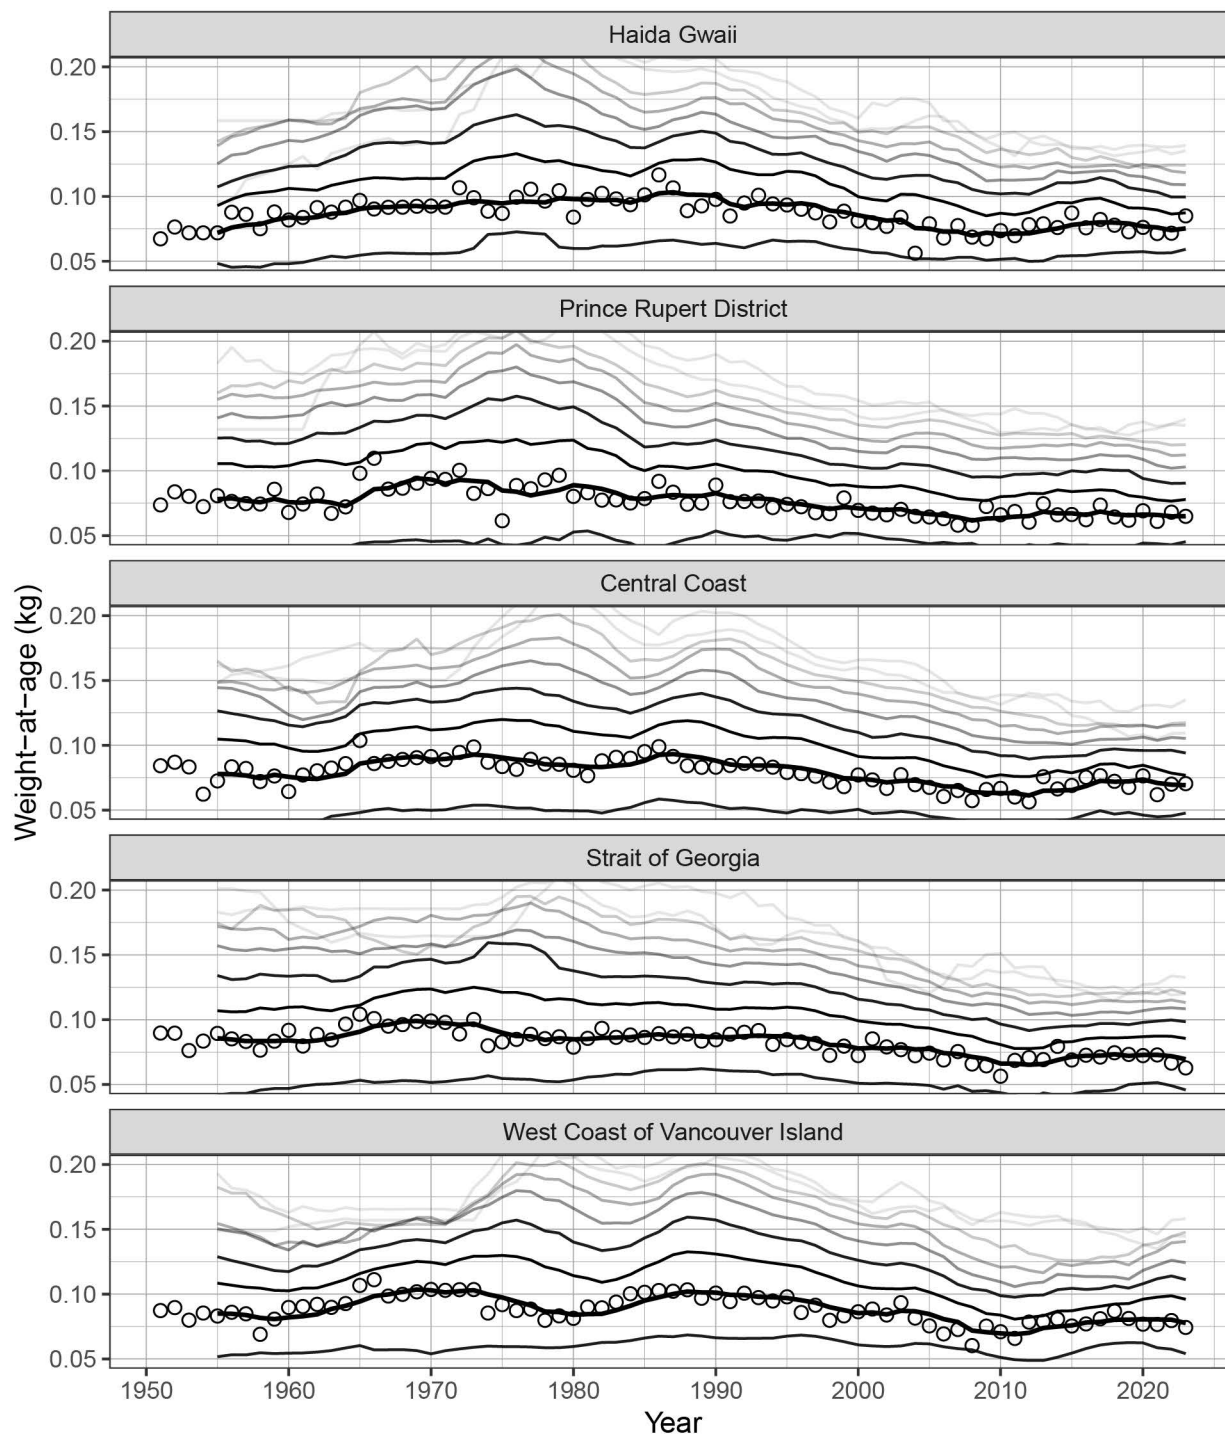 Haida Gwaii
0.20
0.15
0.10
0.05
Prince Rupert District
0.20
0.15
0.10
0.05
Central Coast
0.20
0.15
0.10
0.05
Weight−at−age (kg)
Strait of Georgia
0.20
0.15
0.10
0.05
West Coast of Vancouver Island
0.20
0.15
0.10
0.05
1950 1960 1970 1980 1990 2000 2010 2020
Year